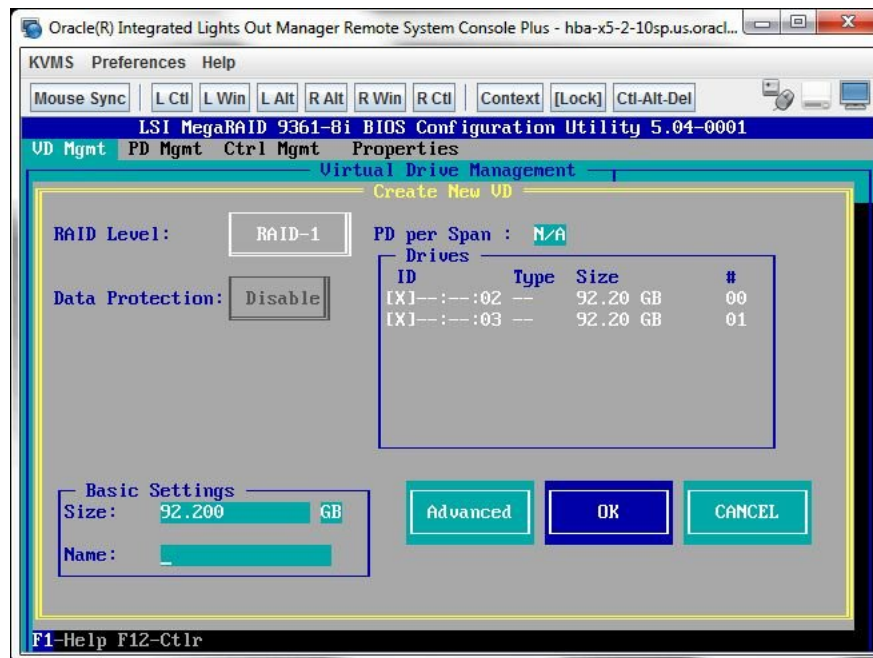 Oracle(R) Integrated Lights Out Manager Remote System Console Plus - hba-x5-2-10sp.us.oracl...
KVMS Preferences Help
Mouse Sync L Ctl L Win L Alt R Alt R Win R Ctl Context [Lock] Ctl-Alt-Del
LSI MegaRAID 9361-8i BIOS Configuration Utility 5.04-0001
VD Mgmt PD Mgmt Ctrl Mgmt Properties
Virtual Drive Management
Create New VD
RAID Level: RAID-1 PD per Span : N/A
Drives
ID Type Size #
Data Protection: Disable [X]--:--:02 -- 92.20 GB 00
[X]--:--:03 -- 92.20 GB 01
Basic Settings
Size: 92.200 GB Advanced OK CANCEL
Name: _
F1-Help F12-Ctlr